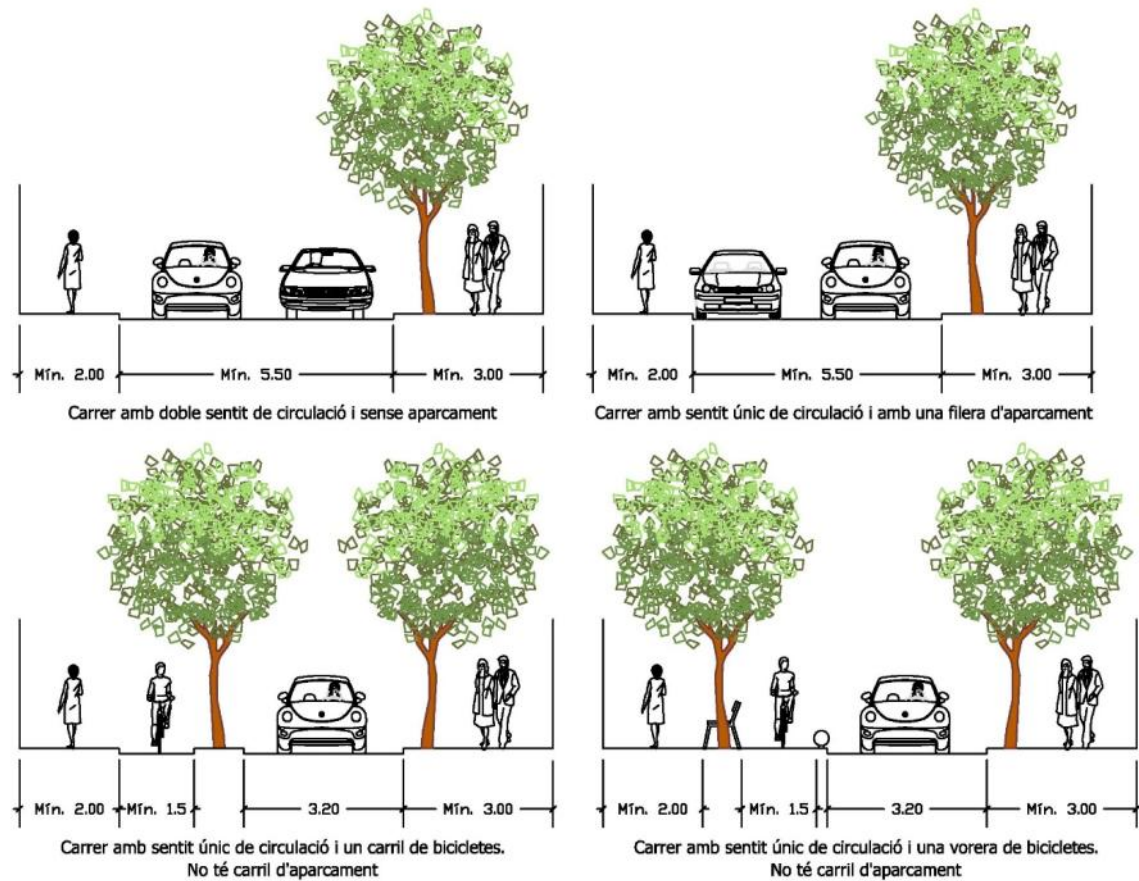 Mín. 2.00 Mín. 5.50 Mín. 3.00
Carrer amb doble sentit de circulació i sense aparcament
Mín. 2.00 Mín. 5.50 Mín. 3.00
Carrer amb sentit únic de circulació i amb una filera d'aparcament
Mín. 2.00 Mín. 1.5 3.20 Mín. 3.00
Carrer amb sentit únic de circulació i un carril de bicicletes.
No té carril d'aparcament
Mín. 2.00 Mín. 1.5 3.20 Mín. 3.00
Carrer amb sentit únic de circulació i una vorera de bicicletes.
No té carril d'aparcament